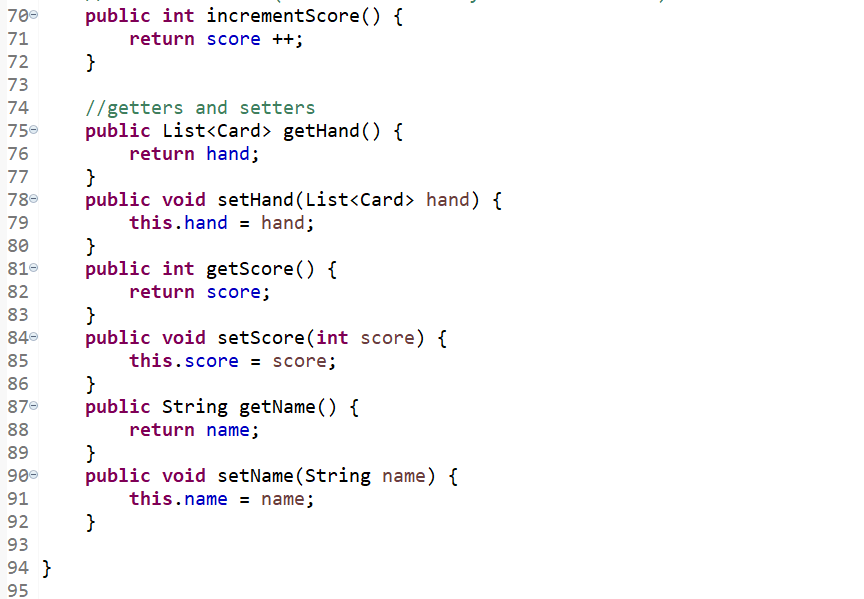 70 public int incrementScore() {
71 return score ++;
72 }
73
74 //getters and setters
75 public List<Card> getHand() {
76 return hand;
77 }
78 public void setHand(List<Card> hand) {
79 this.hand = hand;
80 }
81 public int getScore() {
82 return score;
83 }
84 public void setScore(int score) {
85 this.score = score;
86 }
87 public String getName() {
88 return name;
89 }
90 public void setName(String name) {
91 this.name = name;
92 }
93
94 }
95